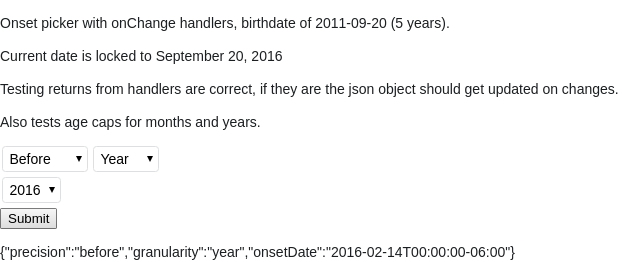 Onset picker with onChange handlers, birthdate of 2011-09-20 (5 years).
Current date is locked to September 20, 2016
Testing returns from handlers are correct, if they are the json object should get updated on changes.
Also tests age caps for months and years.
Before Year
2016
Submit
{"precision":"before","granularity":"year","onsetDate":"2016-02-14T00:00:00-06:00"}